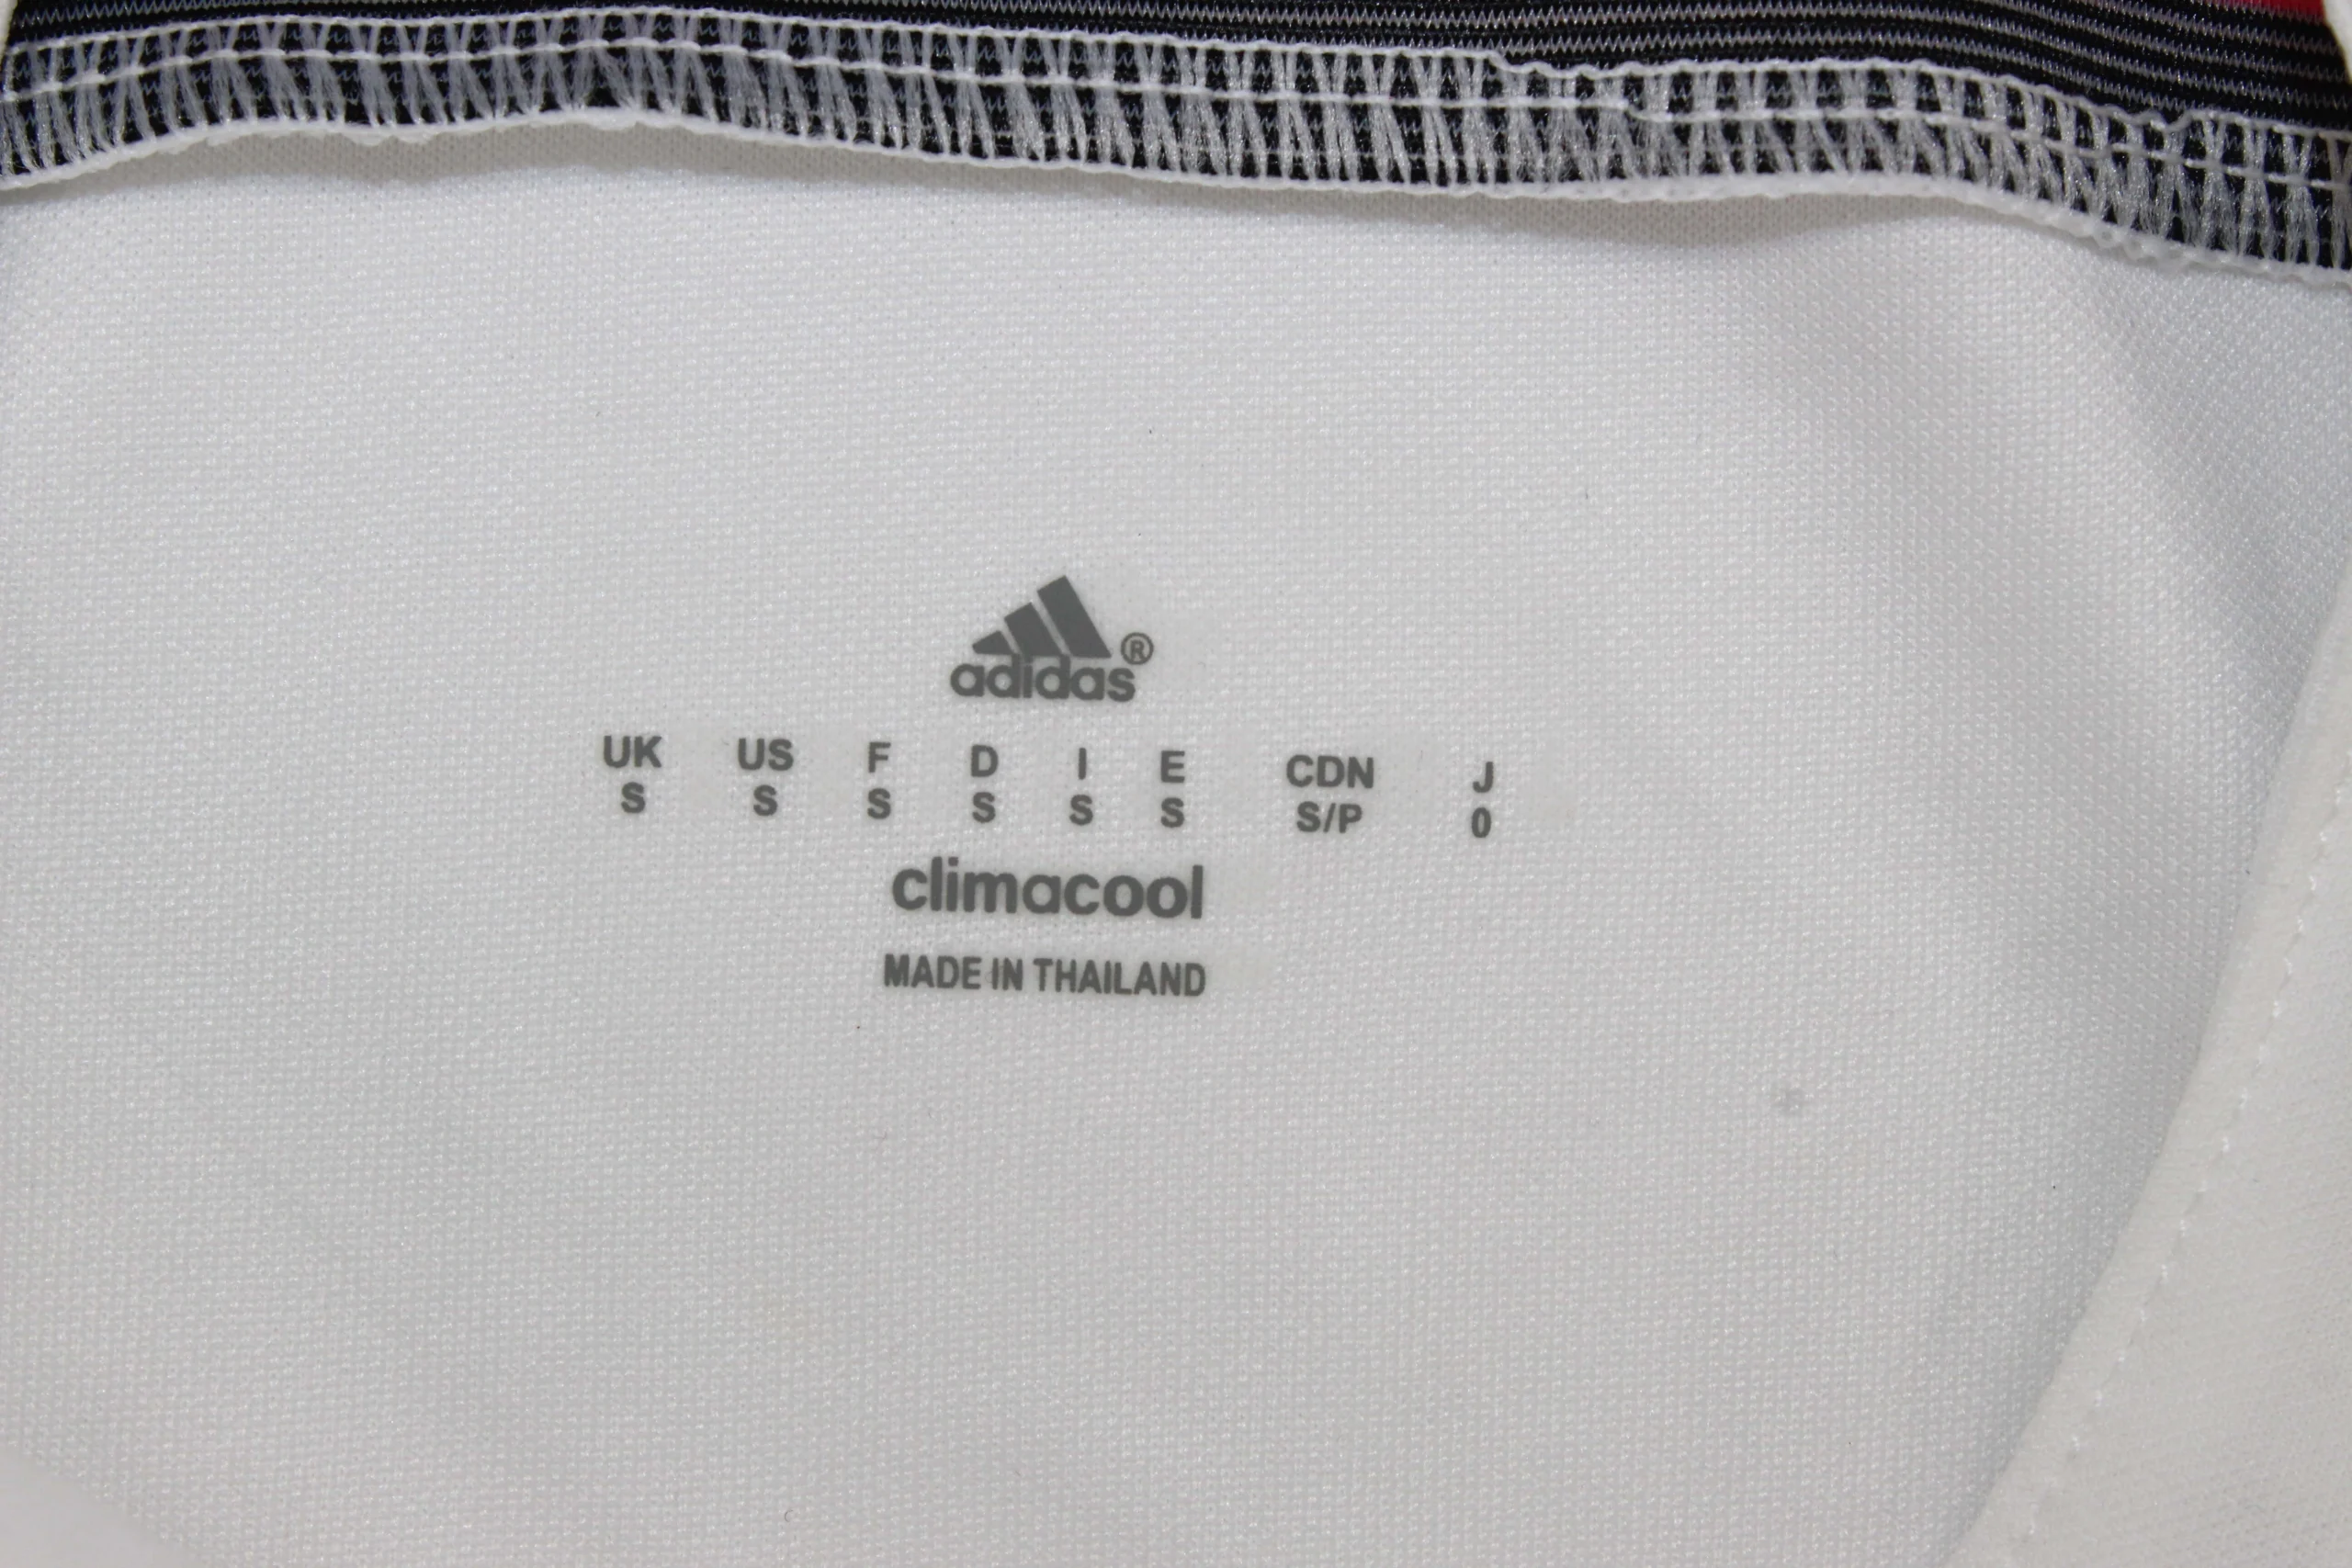 adidas®
UK US F D I E CDN J
S S S S S S S/P 0
climacool
MADE IN THAILAND